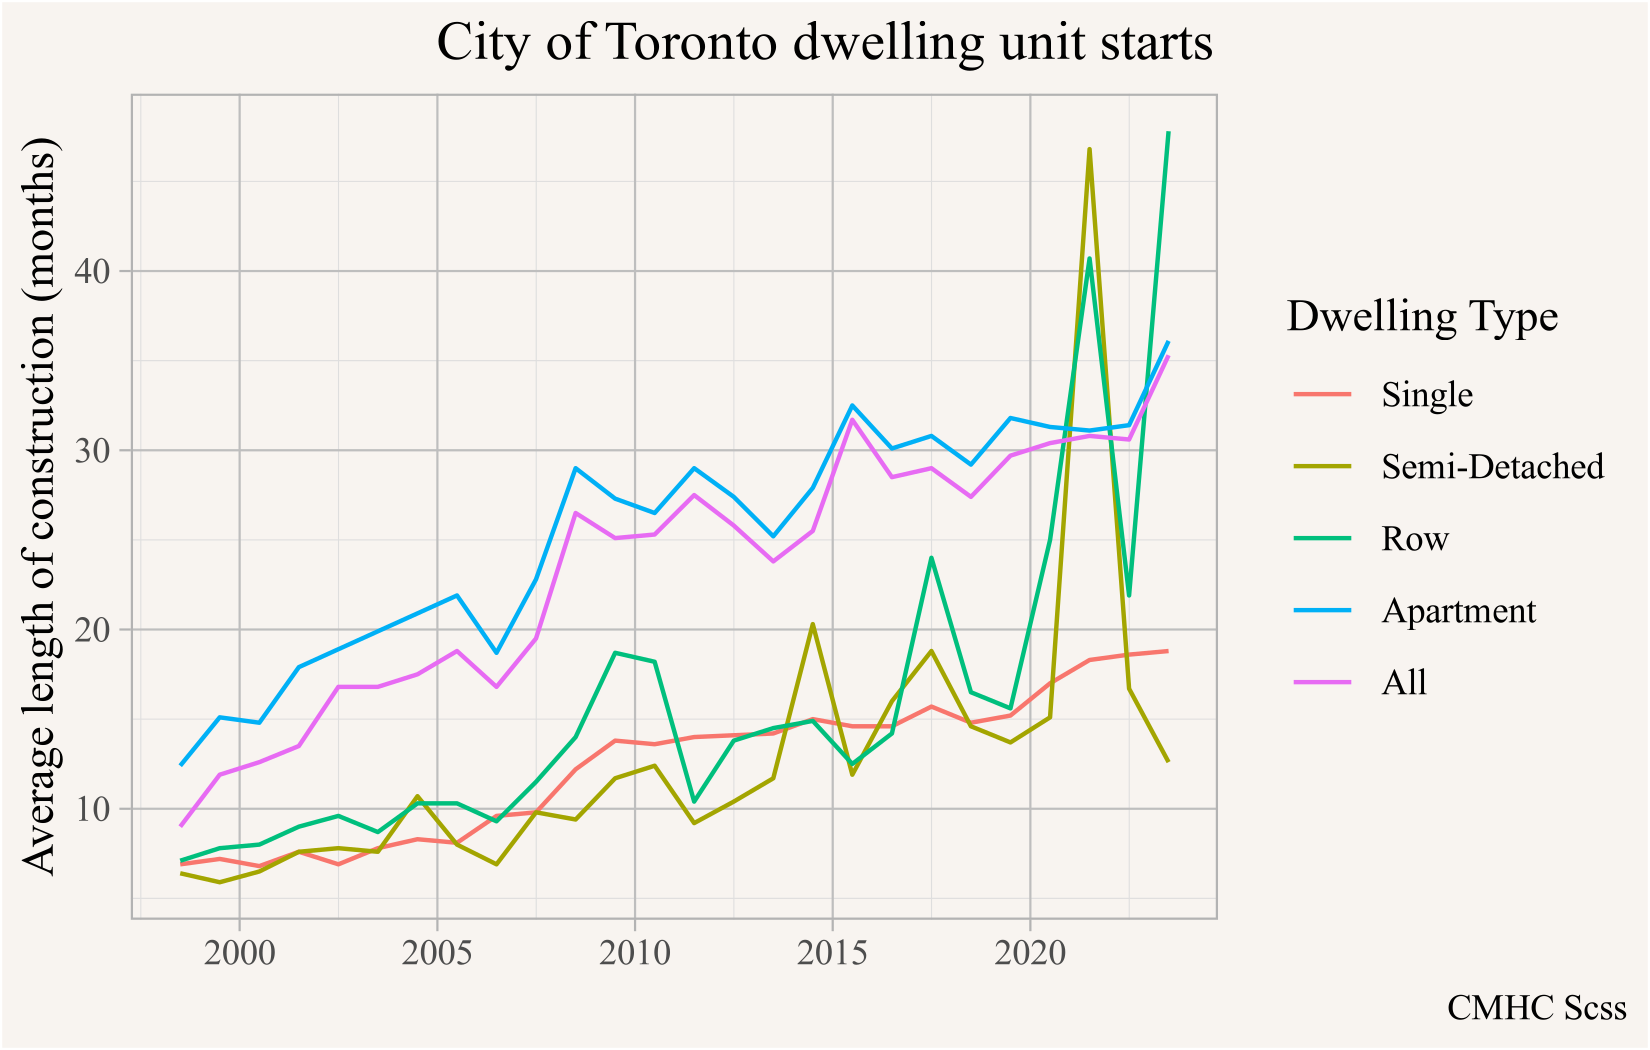 City of Toronto dwelling unit starts
Average length of construction (months)
40
30
20
10
2000 2005 2010 2015 2020
Dwelling Type
Single
Semi-Detached
Row
Apartment
All
CMHC Scss